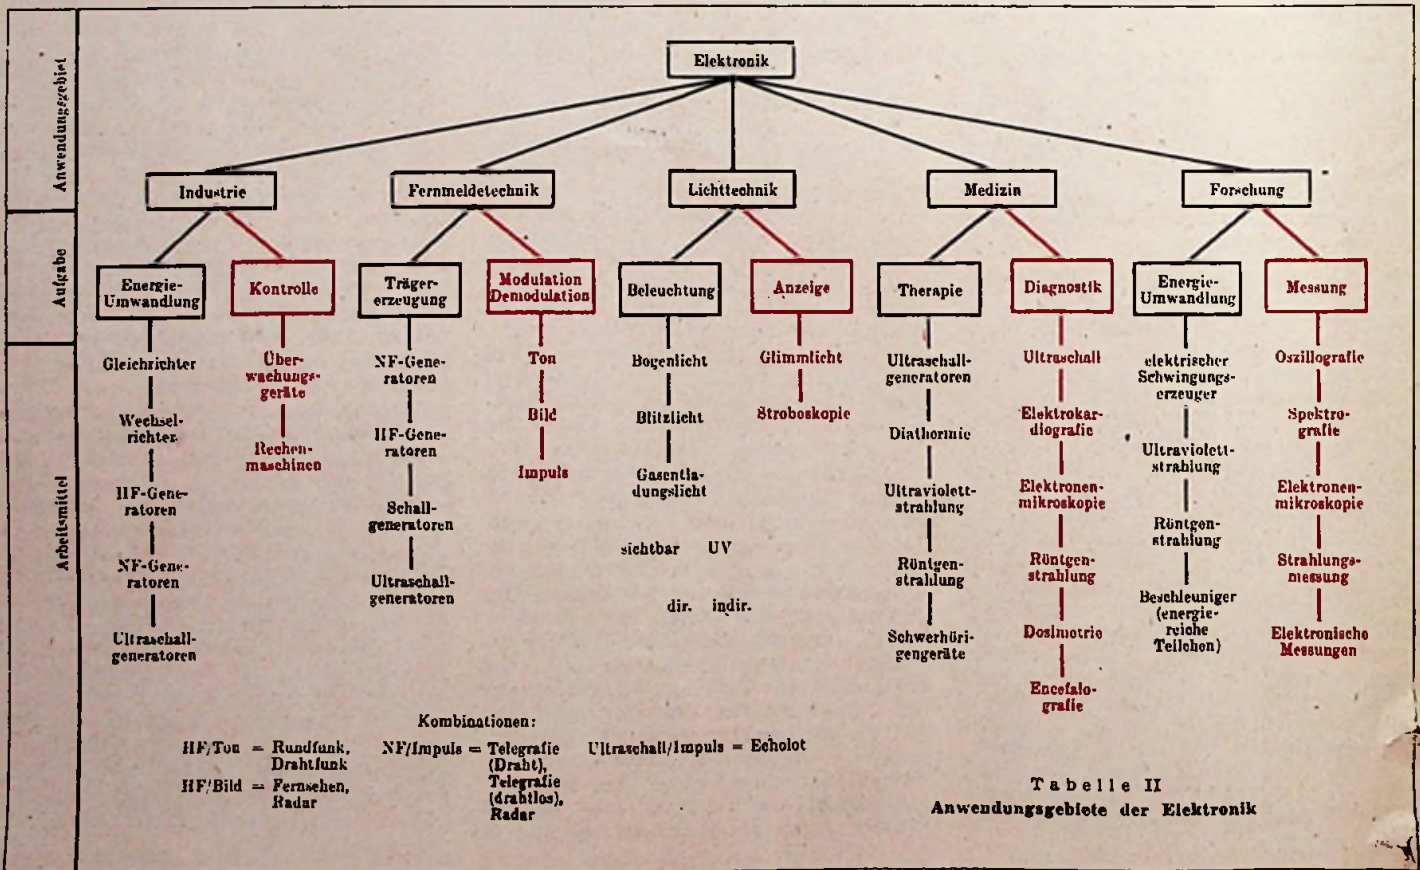 Anwendungsgebiet
Elektronik
Industrie
Fernmeldetechnik
Lichttechnik
Medizin
Forschung
Aufgabe
Energie-
Umwandlung
Kontrolle
Träger-
erzeugung
Modulation
Demodulation
Beleuchtung
Anzeige
Therapie
Diagnostik
Energie-
Umwandlung
Messung
Arbeitsmittel
Gleichrichter
Wechsel-
richter
HF-Gene-
ratoren
NF-Gene-
ratoren
Ultraschall-
generatoren
Über-
wachungs-
geräte
Rechen-
maschinen
NF-Gene-
ratoren
HF-Gene-
ratoren
Schall-
generatoren
Ultraschall-
generatoren
Ton
Bild
Impuls
Bogenlicht
Blitzlicht
Gasentla-
dungslicht
sichtbar UV
dir. indir.
Glimmlicht
Stroboskopie
Ultraschall-
generatoren
Diathermie
Ultraviolett-
strahlung
Röntgen-
strahlung
Schwerhöri-
gengeräte
Ultraschall
Elektrokar-
diografie
Elektronen-
mikroskopie
Röntgen-
strahlung
Dosimetrie
Encefalo-
grafie
elektrischer
Schwingungs-
erzeuger
Ultraviolett-
strahlung
Röntgen-
strahlung
Beschleuniger
(energie-
reiche
Teilchen)
Oszillografie
Spektro-
grafie
Elektronen-
mikroskopie
Strahlungs-
messung
Elektronische
Messungen
Kombinationen:
HF/Ton = Rundfunk,
Drahtfunk
HF/Bild = Fernsehen,
Radar
NF/Impuls = Telegrafie
(Draht),
Telegrafie
(drahtlos),
Radar
Ultraschall/Impuls = Echolot
Tabelle II
Anwendungsgebiete der Elektronik